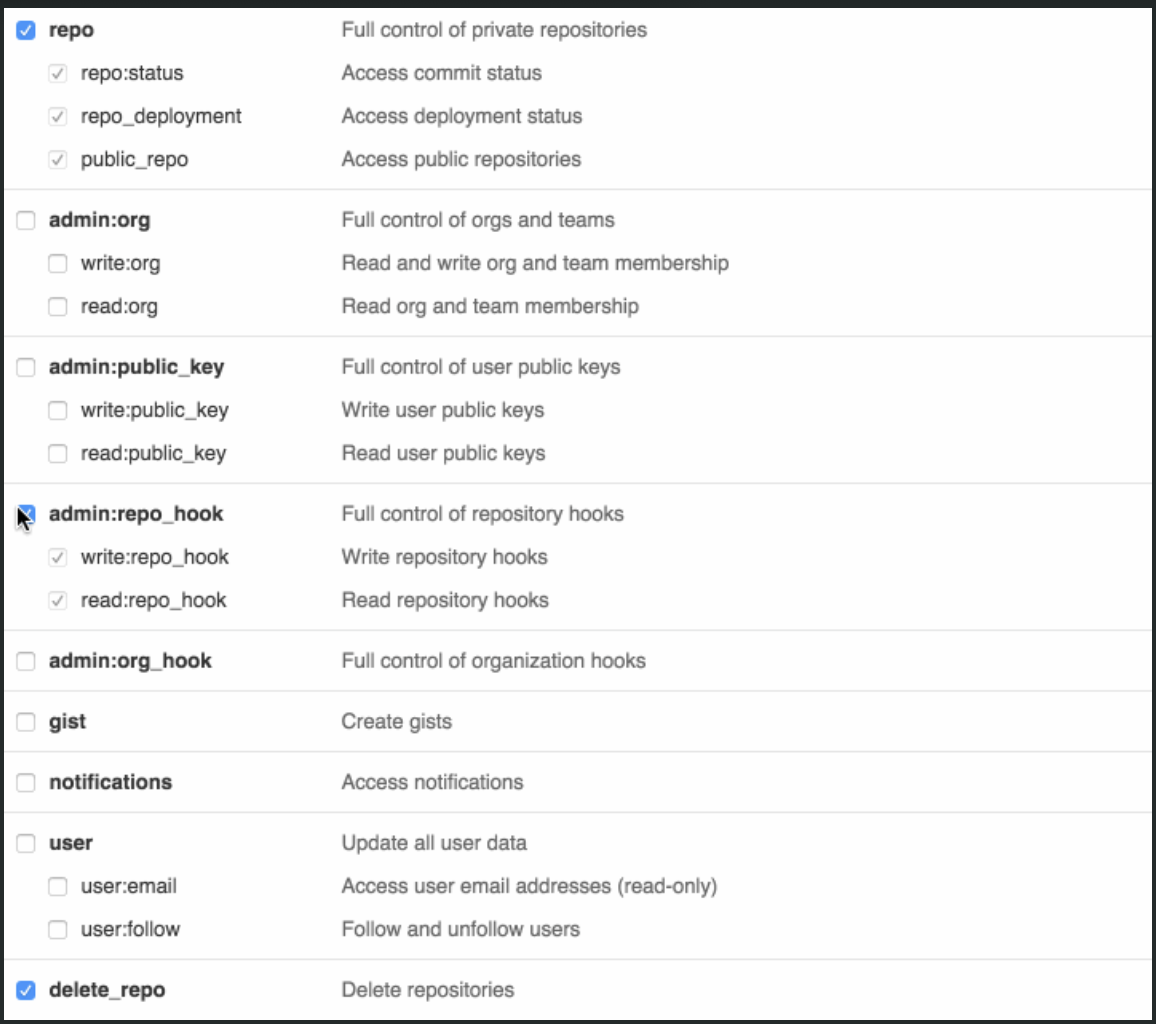 repo Full control of private repositories
repo:status Access commit status
repo_deployment Access deployment status
public_repo Access public repositories
admin:org Full control of orgs and teams
write:org Read and write org and team membership
read:org Read org and team membership
admin:public_key Full control of user public keys
write:public_key Write user public keys
read:public_key Read user public keys
admin:repo_hook Full control of repository hooks
write:repo_hook Write repository hooks
read:repo_hook Read repository hooks
admin:org_hook Full control of organization hooks
gist Create gists
notifications Access notifications
user Update all user data
user:email Access user email addresses (read-only)
user:follow Follow and unfollow users
delete_repo Delete repositories